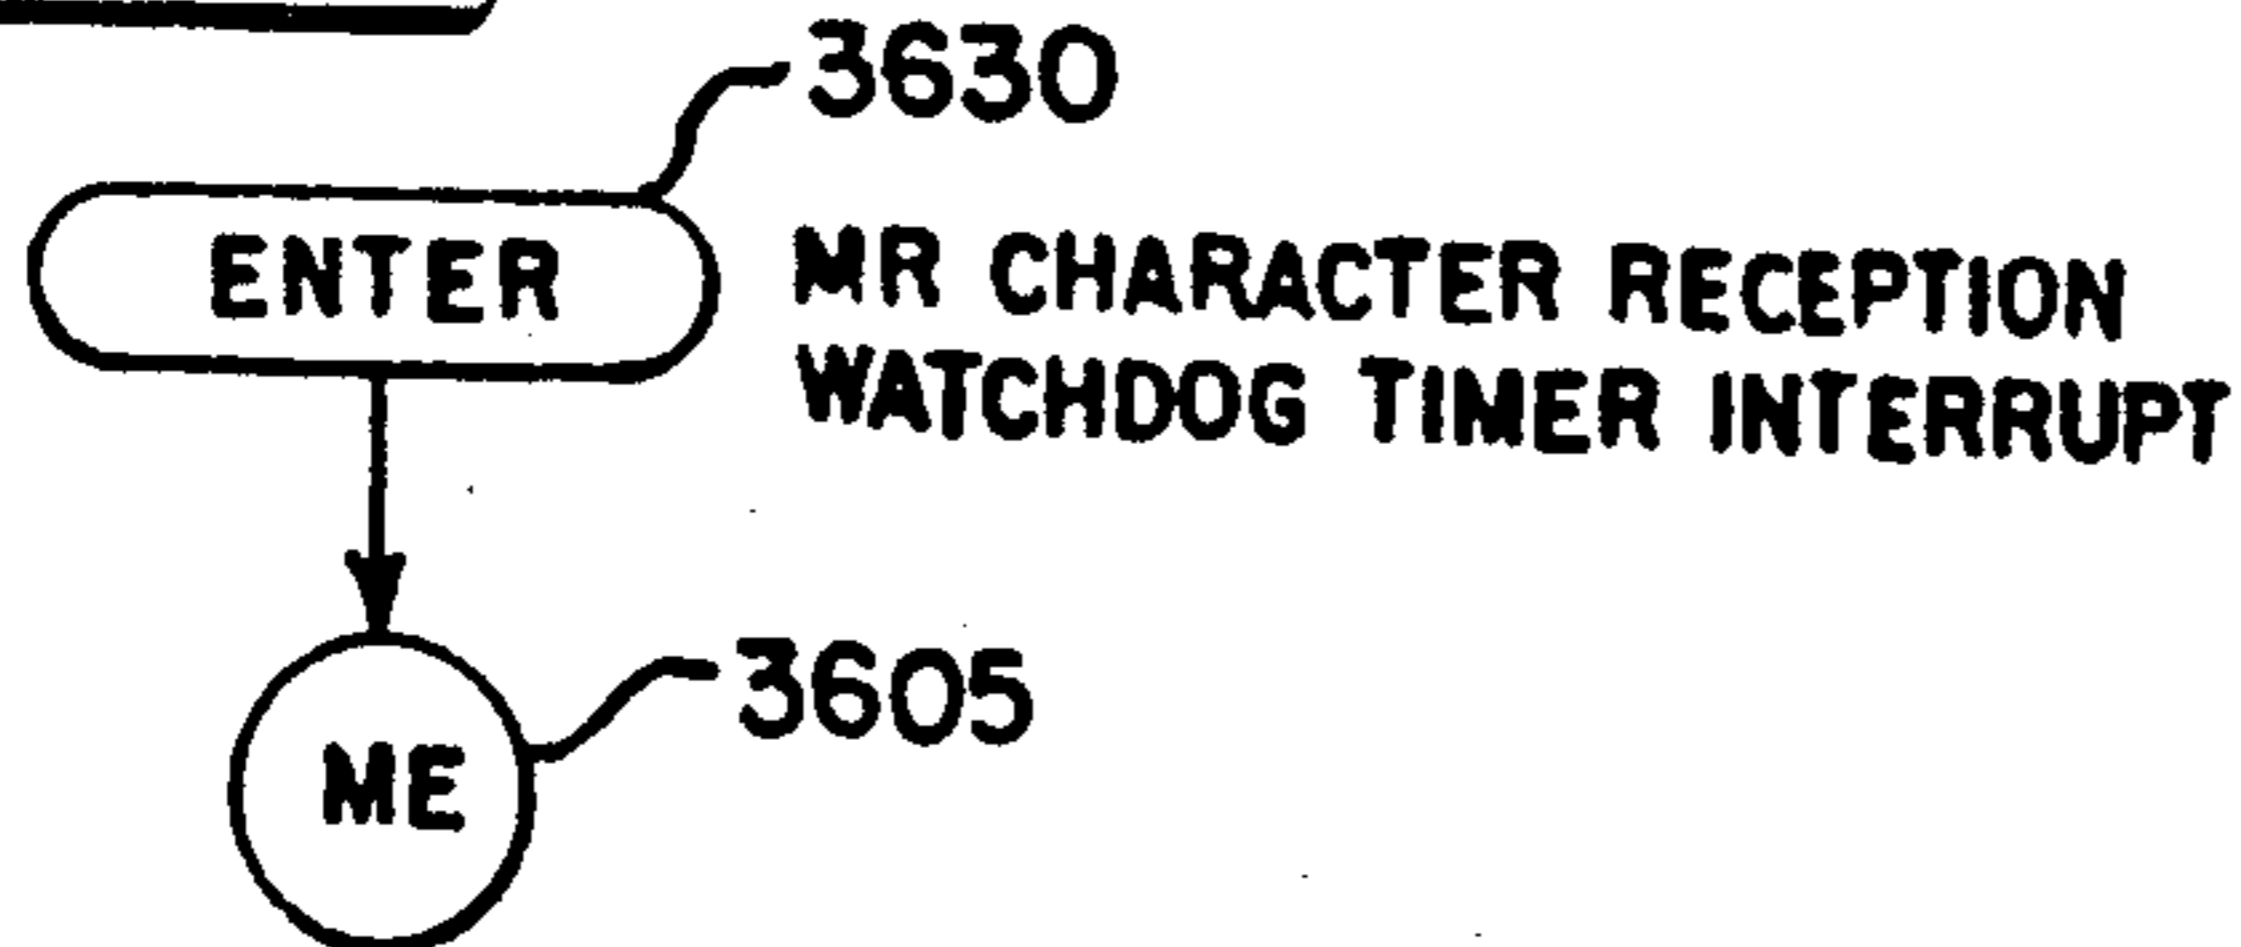 3630
ENTER
MR CHARACTER RECEPTION
WATCHDOG TIMER INTERRUPT
3605
ME